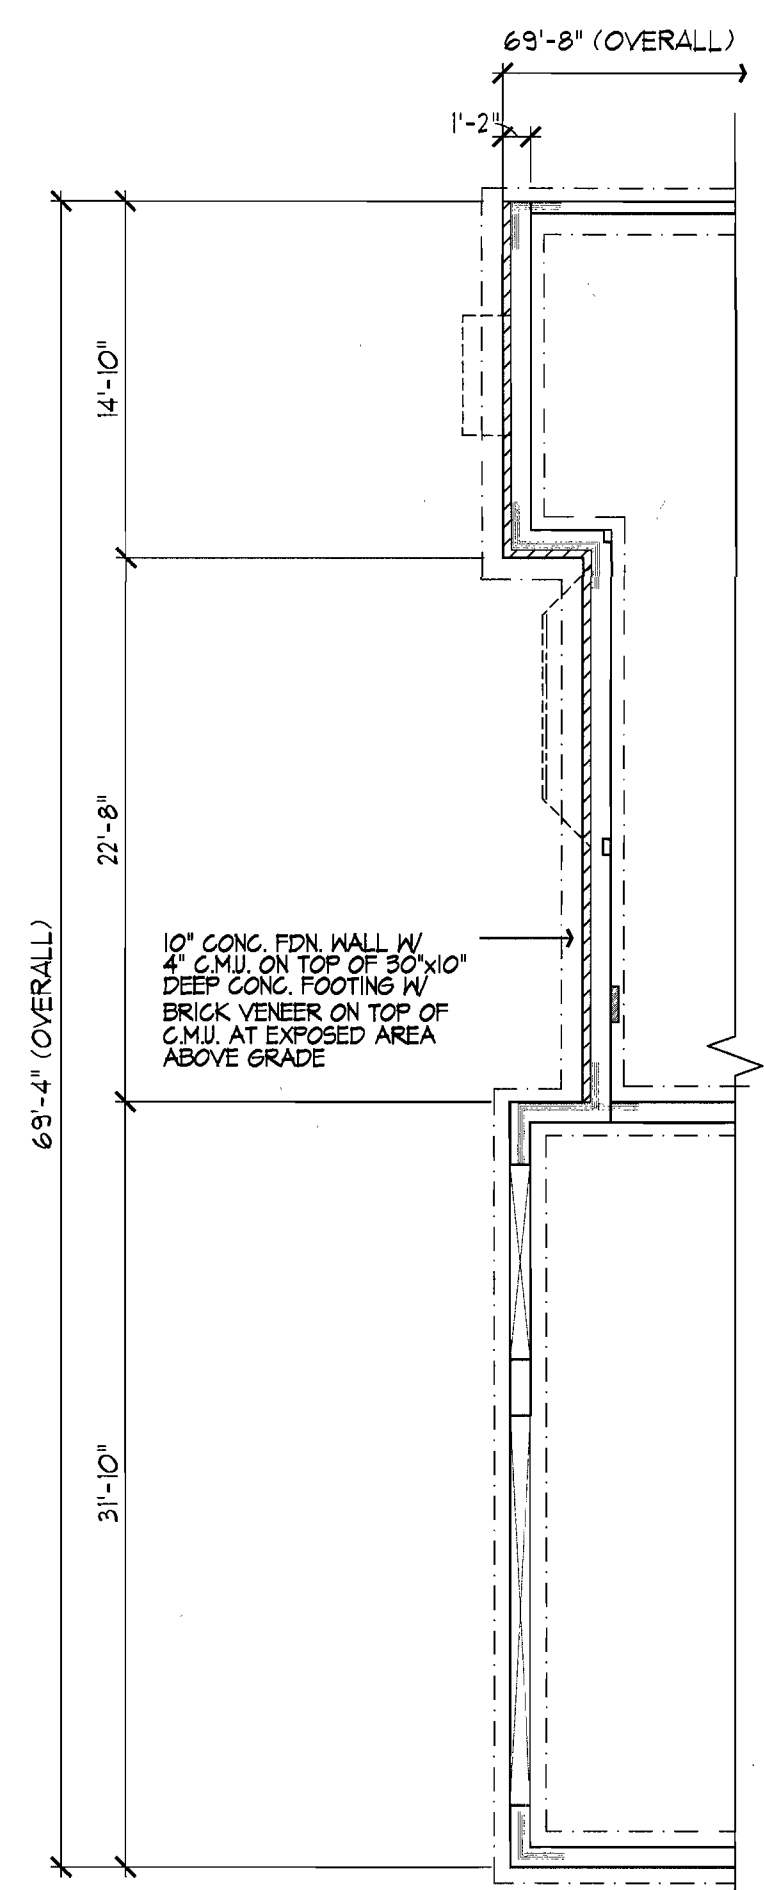 69'-8" (OVERALL)
1'-2"
14'-10"
22'-8"
69'-4" (OVERALL)
10" CONC. FDN. WALL W/
4" C.M.U. ON TOP OF 30"x10"
DEEP CONC. FOOTING W/
BRICK VENEER ON TOP OF
C.M.U. AT EXPOSED AREA
ABOVE GRADE
31'-10"